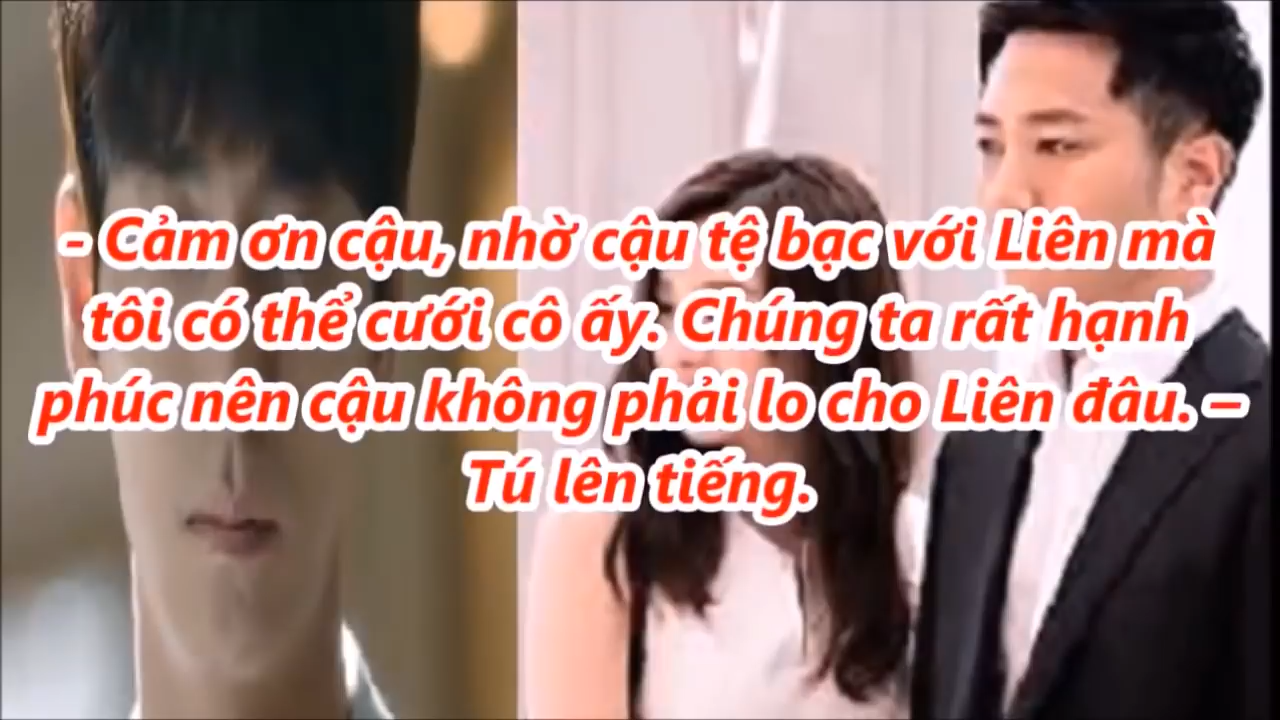 - Cảm ơn cậu, nhờ cậu tệ bạc với Liên mà
tôi có thể cưới cô ấy. Chúng ta rất hạnh
phúc nên cậu không phải lo cho Liên đâu. –
Tú lên tiếng.